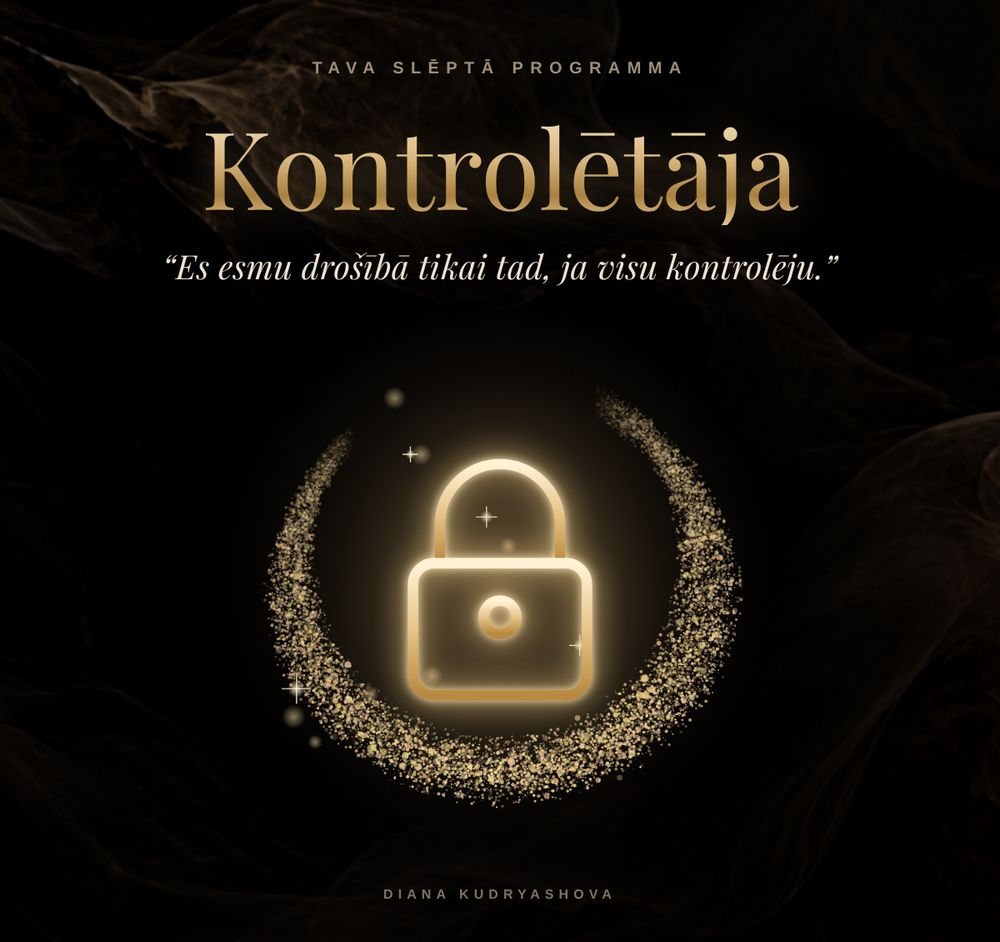 TAVA SLĒPTĀ PROGRAMMA
Kontrolētāja
“Es esmu drošībā tikai tad, ja visu kontrolēju.”
DIANA KUDRYASHOVA